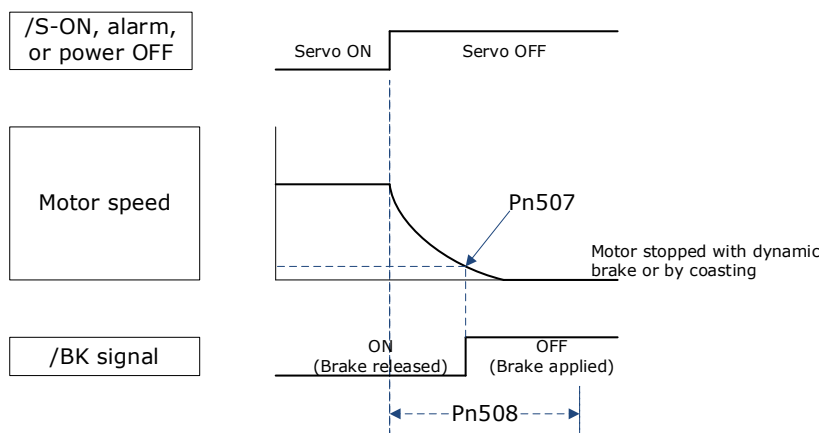 /S-ON, alarm,
or power OFF
Servo ON
Servo OFF
Motor speed
Pn507
Motor stopped with dynamic
brake or by coasting
/BK signal
ON
(Brake released)
OFF
(Brake applied)
Pn508